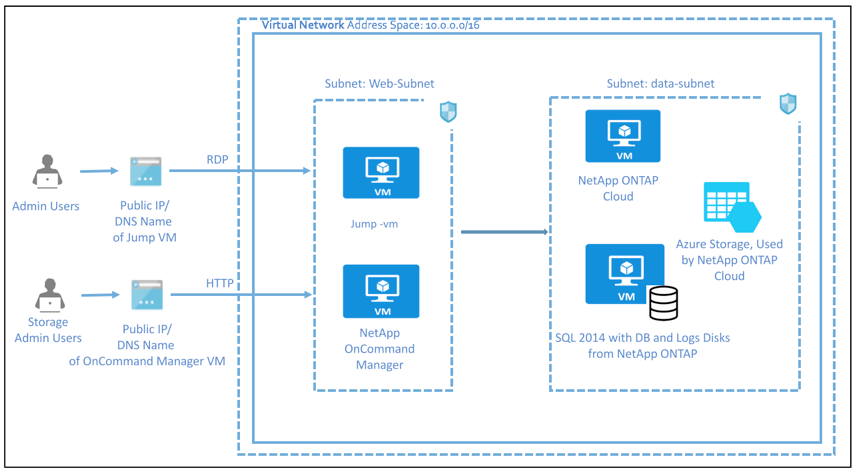 Virtual Network Address Space: 10.0.0.0/16
Subnet: Web-Subnet
Subnet: data-subnet
RDP
VM
Jump -vm
VM
NetApp ONTAP
Cloud
Admin Users
Public IP/
DNS Name
of Jump VM
Azure Storage, Used
by NetApp ONTAP
Cloud
HTTP
VM
NetApp
OnCommand
Manager
VM
SQL 2014 with DB and Logs Disks
from NetApp ONTAP
Storage
Admin Users
Public IP/
DNS Name
of OnCommand Manager VM